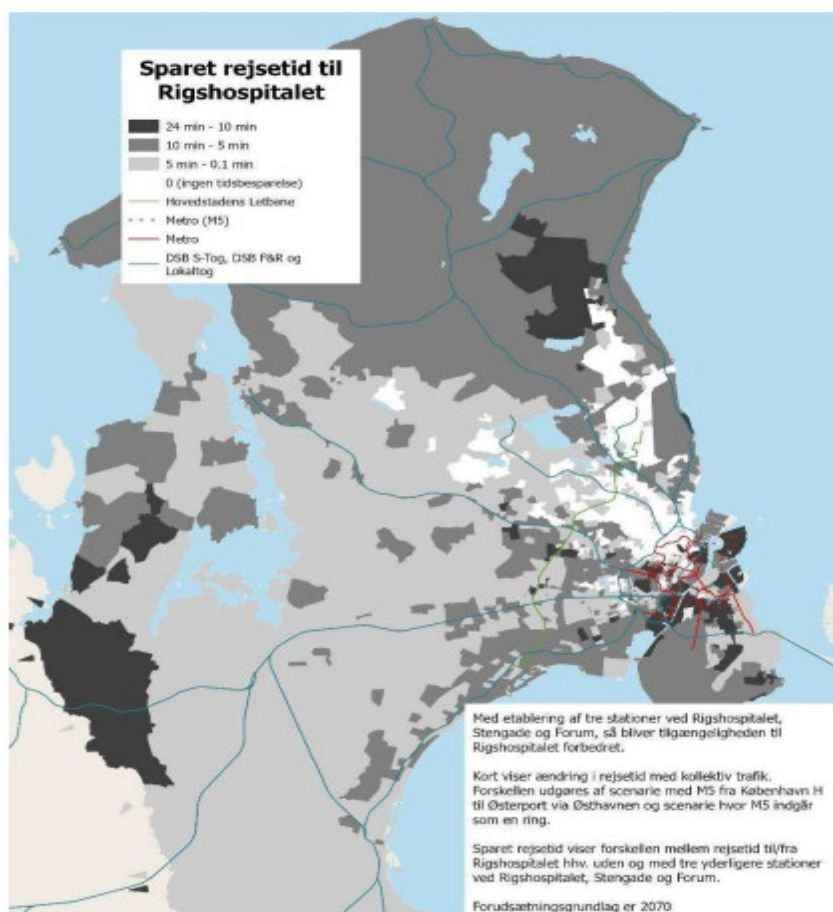 Sparet rejsetid til
Rigshospitalet
24 min - 10 min
10 min - 5 min
5 min - 0.1 min
0 (ingen tidsbesparelse)
Hovedstadens Letbane
Metro (M5)
Metro
DSB S-Tog, DSB F&R og
Lokaltog
Med etablering af tre stationer ved Rigshospitalet,
Stengade og Forum, så bliver tilgængeligheden til
Rigshospitalet forbedret.
Kort viser ændring i rejsetid med kollektiv trafik.
Forskellen udgøres af scenarie med M5 fra København H
til Østerport via Østhavnen og scenarie hvor M5 indgår
som en ring.
Sparet rejsetid viser forskellen mellem rejsetid til/fra
Rigshospitalet hhv. uden og med tre yderligere stationer
ved Rigshospitalet, Stengade og Forum.
Forudsætningsgrundlag er 2070